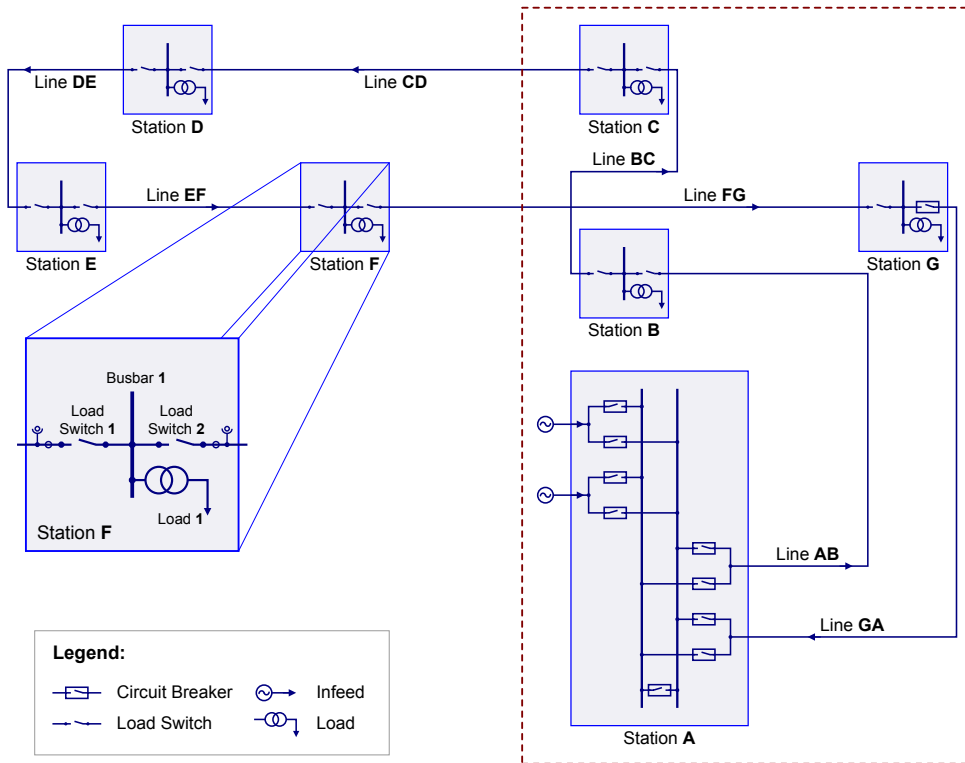 Line DE
Line CD
Station D
Station C
Line BC
Line EF
Line FG
Station E
Station F
Station G
Station B
Busbar 1
Load Switch 1
Load Switch 2
Load 1
Station F
Line AB
Line GA
Station A
Legend:
Circuit Breaker
Infeed
Load Switch
Load